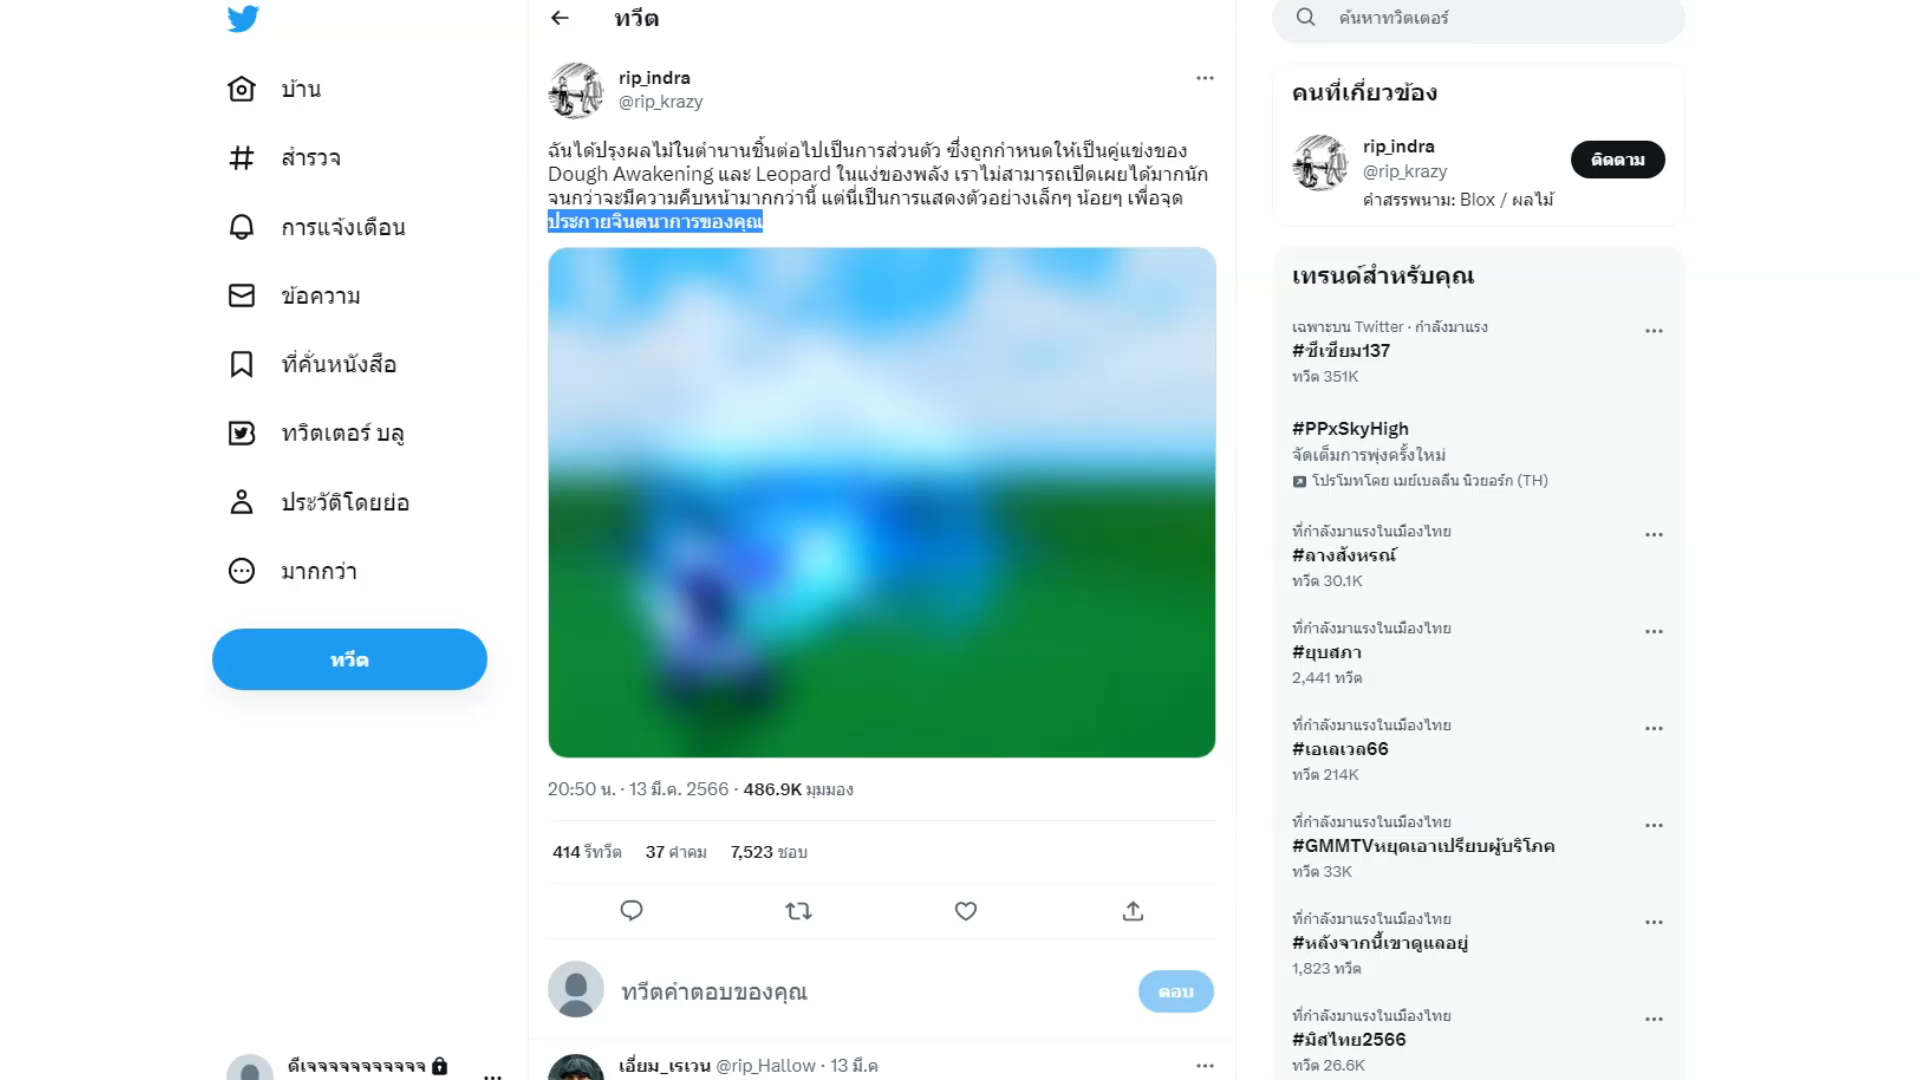 ทวีต
ค้นหาทวิตเตอร์
บ้าน
สำรวจ
การแจ้งเตือน
ข้อความ
ที่คั่นหนังสือ
ทวิตเตอร์ บลู
ประวัติโดยย่อ
มากกว่า
ทวีต
ดีเจจจจจจจจจจจจ
rip_indra
@rip_krazy
ฉันได้ปรุงผลไม้ในตำนานชิ้นต่อไปเป็นการส่วนตัว ซึ่งถูกกำหนดให้เป็นคู่แข่งของ
Dough Awakening และ Leopard ในแง่ของพลัง เราไม่สามารถเปิดเผยได้มากนัก
จนกว่าจะมีความคืบหน้ามากกว่านี้ แต่นี่เป็นการแสดงตัวอย่างเล็กๆ น้อยๆ เพื่อจุด
ประกายจินตนาการของคุณ
20:50 น. · 13 มี.ค. 2566 · 486.9K มุมมอง
414 รีทวีต 37 คำคม 7,523 ชอบ
ทวีตคำตอบของคุณ
ตอบ
เอี่ยม_เรเวน @rip_Hallow · 13 มี.ค
คนที่เกี่ยวข้อง
rip_indra
@rip_krazy
คำสรรพนาม: Blox / ผลไม้
ติดตาม
เทรนด์สำหรับคุณ
เฉพาะบน Twitter · กำลังมาแรง
#ซีเซียม137
ทวีต 351K
#PPxSkyHigh
จัดเต็มการพุ่งครั้งใหม่
โปรโมทโดย เมย์เบลลีน นิวยอร์ก (TH)
ที่กำลังมาแรงในเมืองไทย
#ลางสังหรณ์
ทวีต 30.1K
ที่กำลังมาแรงในเมืองไทย
#ยุบสภา
2,441 ทวีต
ที่กำลังมาแรงในเมืองไทย
#เอเลเวล66
ทวีต 214K
ที่กำลังมาแรงในเมืองไทย
#GMMTVหยุดเอาเปรียบผู้บริโภค
ทวีต 33K
ที่กำลังมาแรงในเมืองไทย
#หลังจากนี้เขาดูแลอยู่
1,823 ทวีต
ที่กำลังมาแรงในเมืองไทย
#มิสไทย2566
ทวีต 26.6K